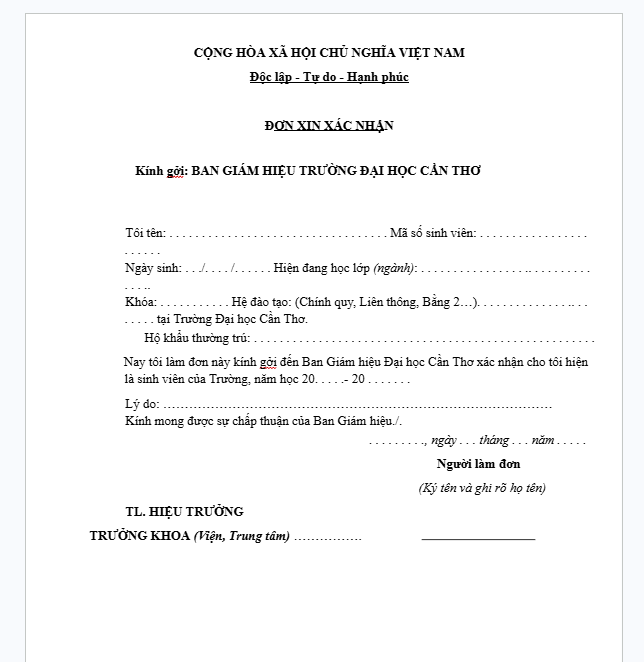 CỘNG HÒA XÃ HỘI CHỦ NGHĨA VIỆT NAM
Độc lập - Tự do - Hạnh phúc
ĐƠN XIN XÁC NHẬN
Kính gởi: BAN GIÁM HIỆU TRƯỜNG ĐẠI HỌC CẦN THƠ
Tôi tên: . . . . . . . . . . . . . . . . . . . . . . . . . . . . . . . . . . Mã số sinh viên: . . . . . . . . . . . . . . . . .
. . . . . .
Ngày sinh: . . ./. . . . /. . . . . . Hiện đang học lớp (ngành): . . . . . . . . . . . . . . . . .. . . . . . . . . . .
. . . ..
Khóa: . . . . . . . . . . . Hệ đào tạo: (Chính quy, Liên thông, Bằng 2…). . . . . . . . . . . . . . .. . .
. . . . . tại Trường Đại học Cần Thơ.
Hộ khẩu thường trú: . . . . . . . . . . . . . . . . . . . . . . . . . . . . . . . . . . . . . . . . . . . . . . . . . . . . .
Nay tôi làm đơn này kính gởi đến Ban Giám hiệu Đại học Cần Thơ xác nhận cho tôi hiện
là sinh viên của Trường, năm học 20. . . . .- 20 . . . . . . .
Lý do: …………………………………………………………………………………
Kính mong được sự chấp thuận của Ban Giám hiệu./.
. . . . . . . . ., ngày . . . tháng . . . năm . . . . .
Người làm đơn
(Ký tên và ghi rõ họ tên)
TL. HIỆU TRƯỞNG
TRƯỞNG KHOA (Viện, Trung tâm) …………….